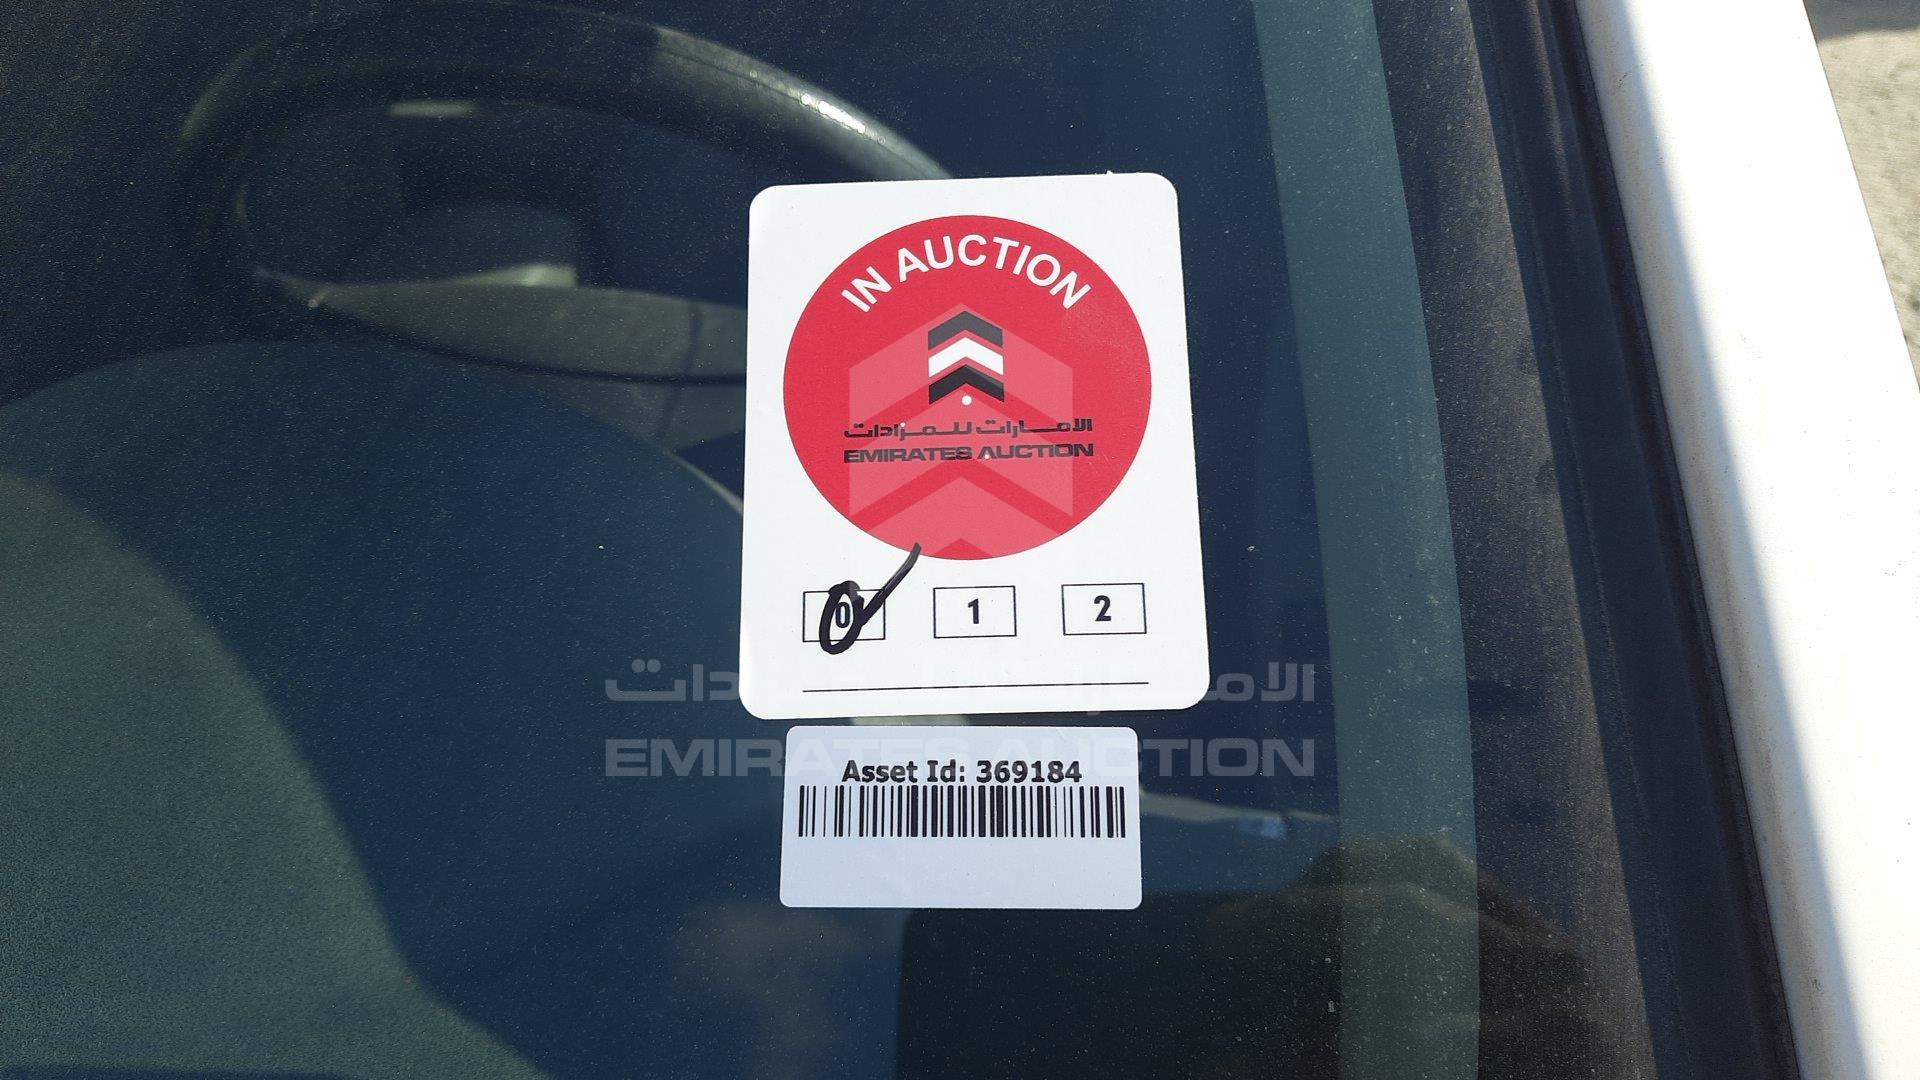 IN AUCTION
الامارات للمزادات
EMIRATES AUCTION
0 1 2
الامارات للمزادات
EMIRATES AUCTION
Asset Id: 369184